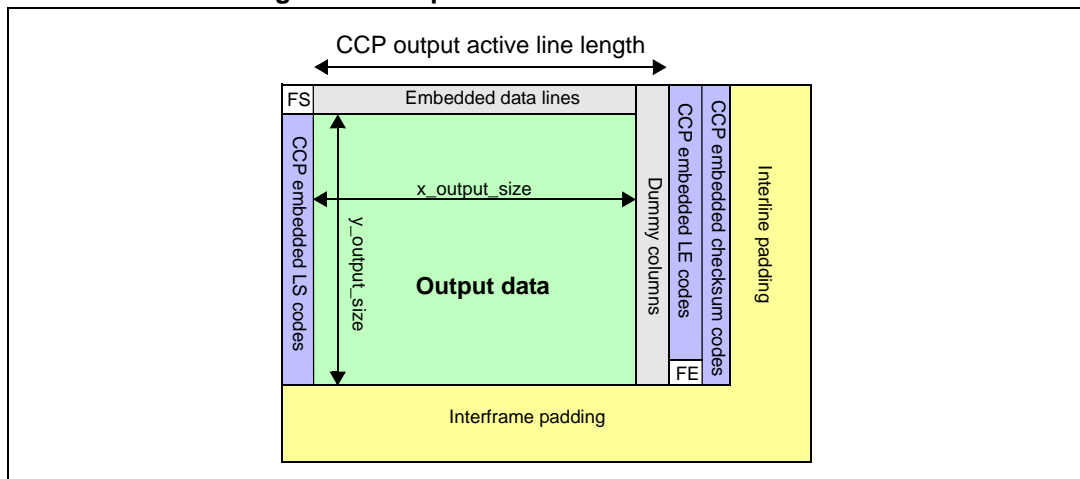 CCP output active line length
FS
Embedded data lines
CCP embedded LS codes
x_output_size
y_output_size
Output data
Dummy columns
CCP embedded LE codes
FE
CCP embedded checksum codes
Interline padding
Interframe padding